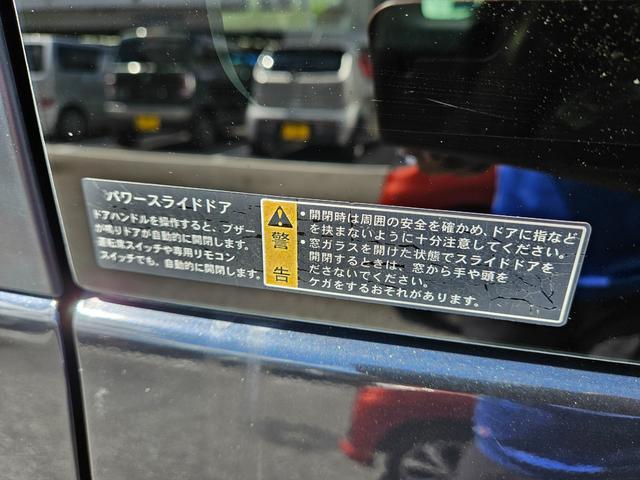 パワースライドドア
ドアハンドルを操作すると、ブザー
が鳴りドアが自動的に開閉します。
運転席スイッチや専用リモコン
スイッチでも、自動的に開閉します。
警告
・開閉時は周囲の安全を確かめ、ドアに指など
を挟まないように十分注意してください。
・窓ガラスを開けた状態でスライドドアを
開閉するときは、窓から手や頭を
ださないでください。
ケガをするおそれがあります。